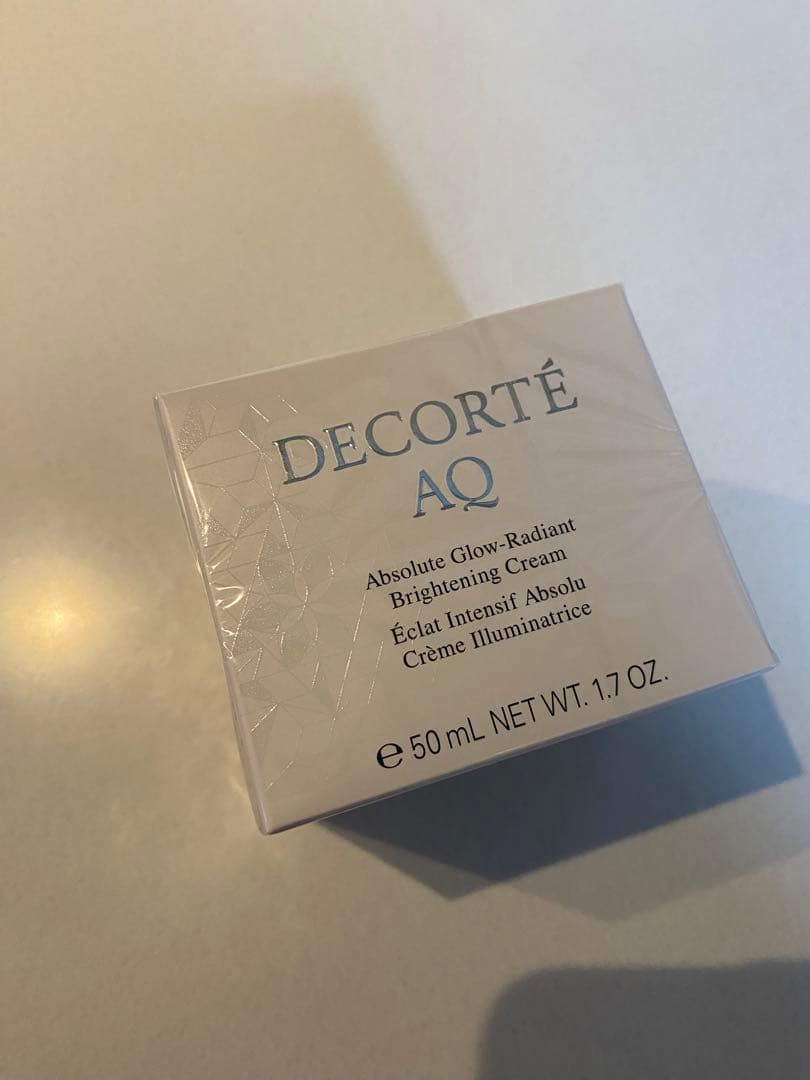 DECORTÉ
AQ
Absolute Glow-Radiant
Brightening Cream
Éclat Intensif Absolu
Crème Illuminatrice
℮ 50 mL NET WT. 1.7 OZ.